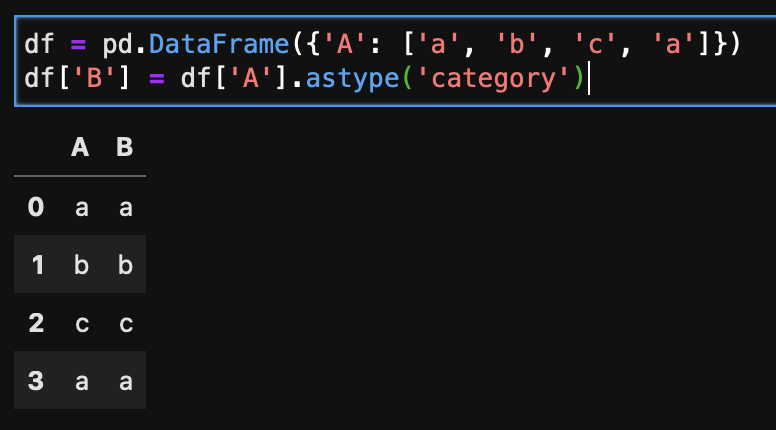 df = pd.DataFrame({'A': ['a', 'b', 'c', 'a']})
df['B'] = df['A'].astype('category')
A B
0 a a
1 b b
2 c c
3 a a